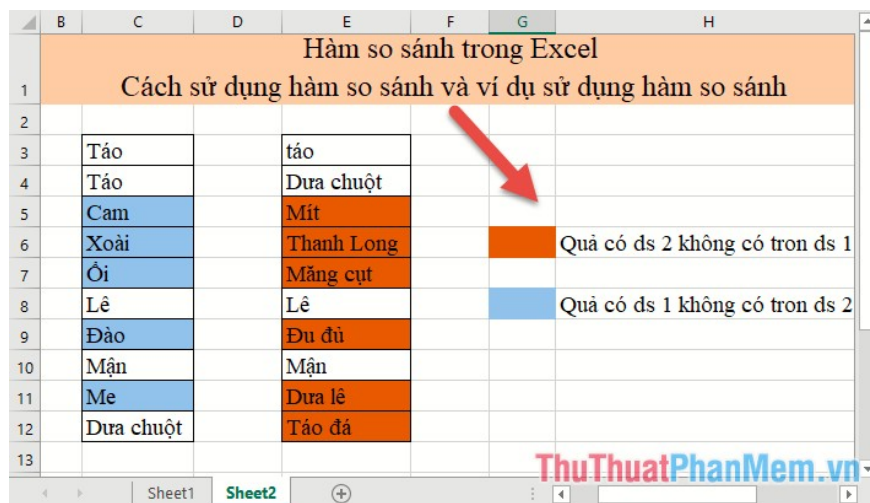 B C D E F G H
1 Hàm so sánh trong Excel
Cách sử dụng hàm so sánh và ví dụ sử dụng hàm so sánh
2
3 Táo táo
4 Táo Dưa chuột
5 Cam Mít
6 Xoài Thanh Long Quả có ds 2 không có tron ds 1
7 Ổi Măng cụt
8 Lê Lê Quả có ds 1 không có tron ds 2
9 Đào Đu đủ
10 Mận Mận
11 Me Dưa lê
12 Dưa chuột Táo đá
13
ThuThuatPhanMem.vn
Sheet1 Sheet2